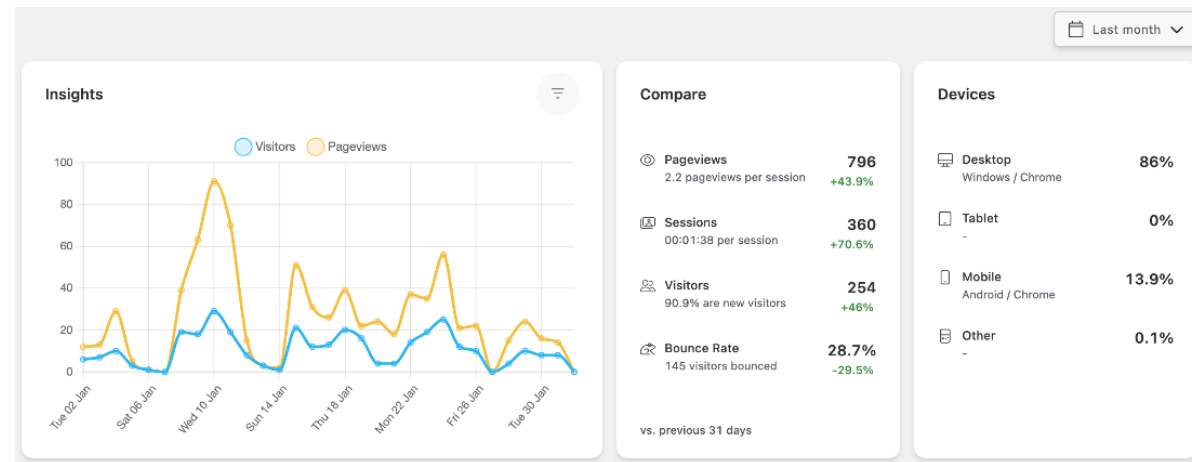 Last month
Insights
Visitors Pageviews
100
80
60
40
20
0
Tue 02 Jan
Sat 06 Jan
Wed 10 Jan
Sun 14 Jan
Thu 18 Jan
Mon 22 Jan
Fri 26 Jan
Tue 30 Jan
Compare
Pageviews 796
2.2 pageviews per session +43.9%
Sessions 360
00:01:38 per session +70.6%
Visitors 254
90.9% are new visitors +46%
Bounce Rate 28.7%
145 visitors bounced -29.5%
vs. previous 31 days
Devices
Desktop 86%
Windows / Chrome
Tablet 0%
-
Mobile 13.9%
Android / Chrome
Other 0.1%
-